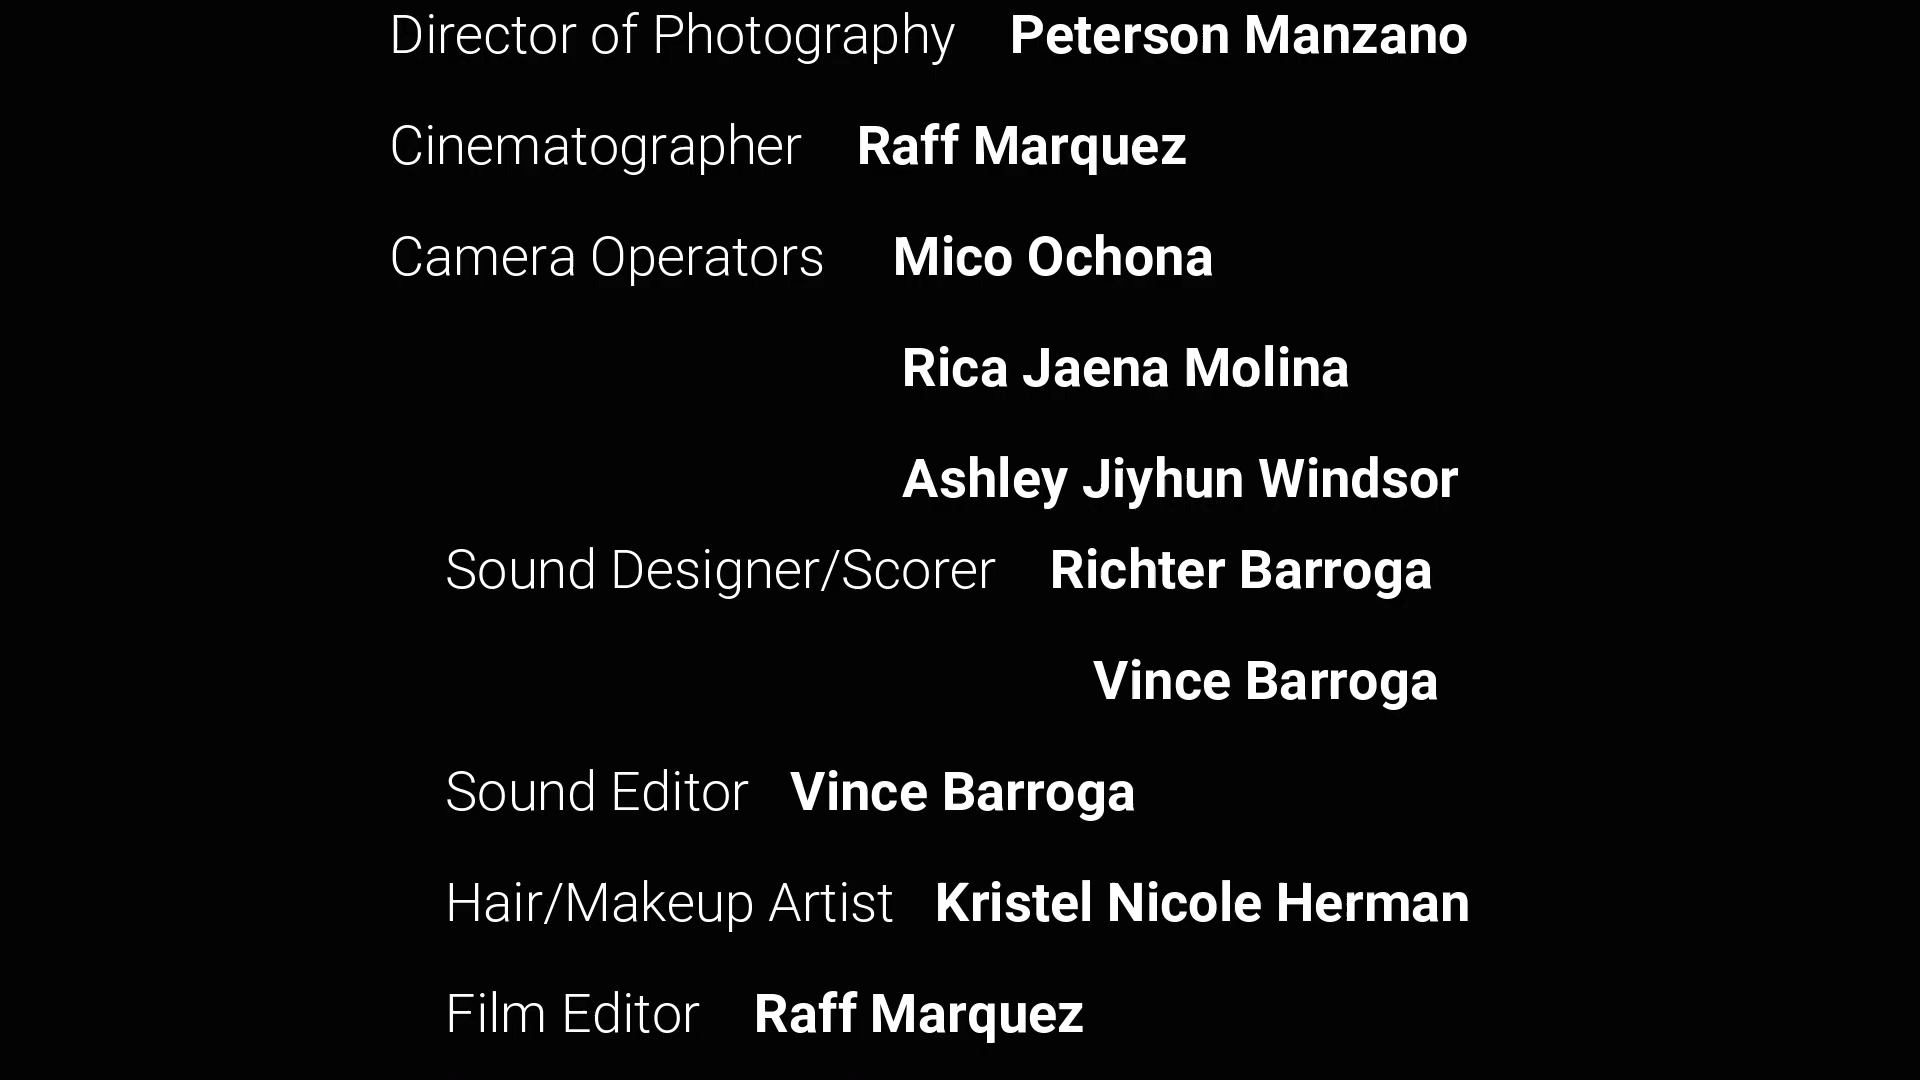 Director of Photography Peterson Manzano
Cinematographer Raff Marquez
Camera Operators Mico Ochona
Rica Jaena Molina
Ashley Jiyhun Windsor
Sound Designer/Scorer Richter Barroga
Vince Barroga
Sound Editor Vince Barroga
Hair/Makeup Artist Kristel Nicole Herman
Film Editor Raff Marquez